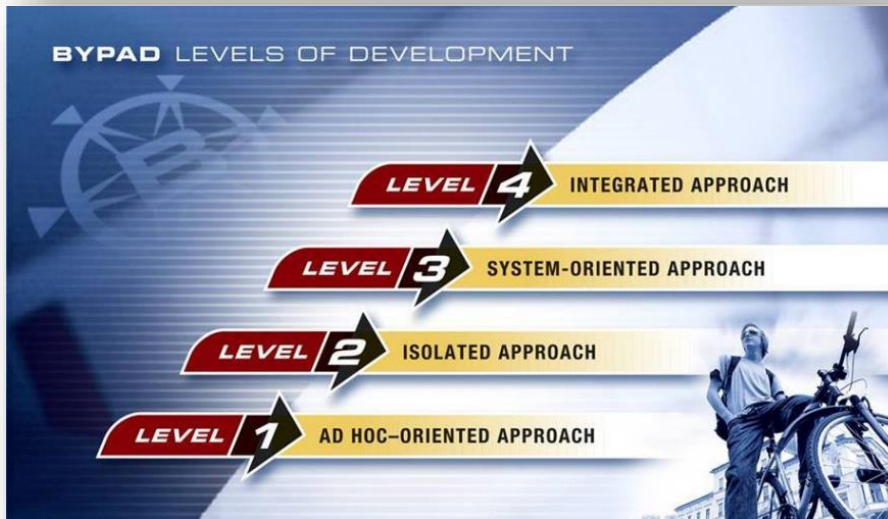 BYPAD LEVELS OF DEVELOPMENT
LEVEL 4 INTEGRATED APPROACH
LEVEL 3 SYSTEM-ORIENTED APPROACH
LEVEL 2 ISOLATED APPROACH
LEVEL 1 AD HOC–ORIENTED APPROACH